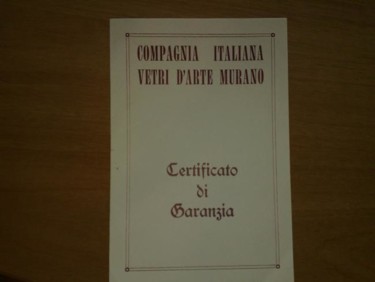 COMPAGNIA ITALIANA
VETRI D'ARTE MURANO
Certificato
di
Garanzia